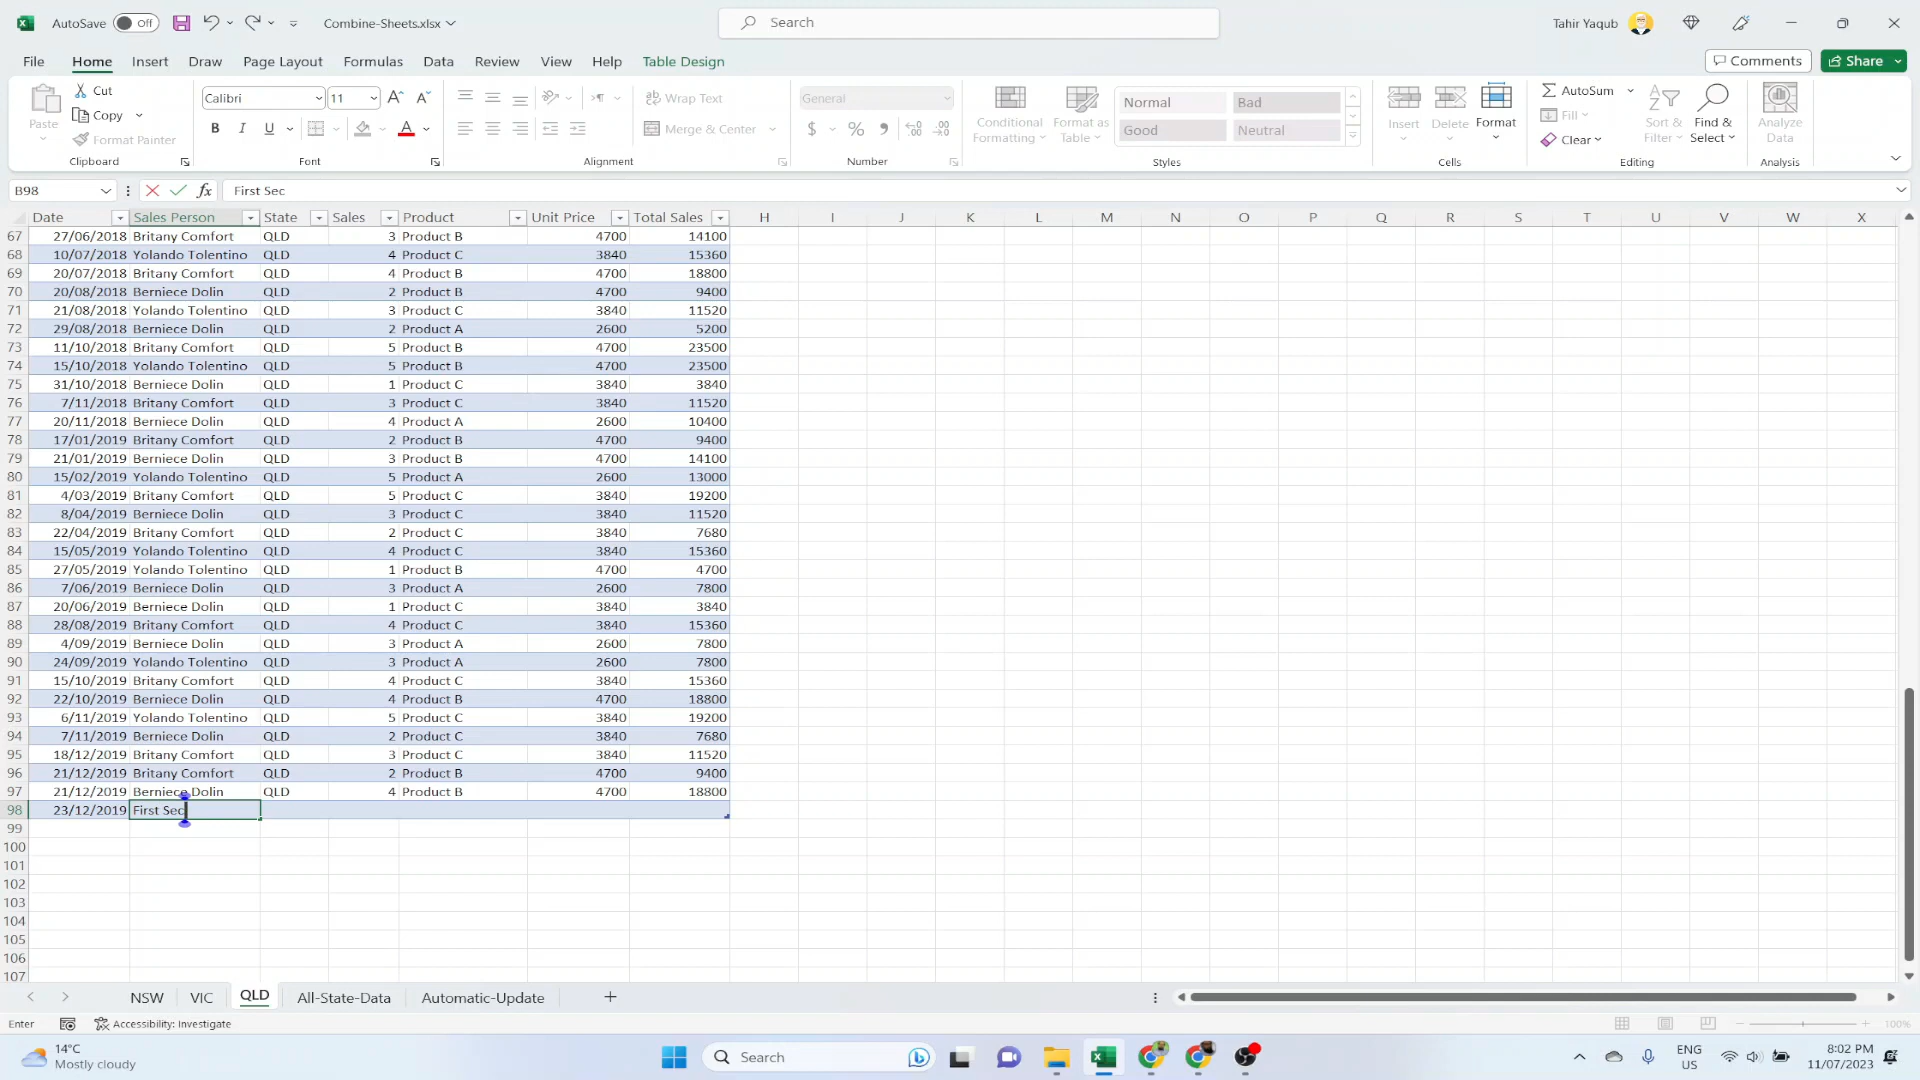 AutoSave Off Combine-Sheets.xlsx Search Tahir Yaqub
File Home Insert Draw Page Layout Formulas Data Review View Help Table Design Comments Share
Paste Cut Copy Format Painter Clipboard
Calibri 11 B I U A Font
Wrap Text Merge & Center Alignment
General $ % Number
Conditional Formatting Format as Table Normal Bad Good Neutral Styles
Insert Delete Format Cells
AutoSum Fill Clear Sort & Filter Find & Select Editing
Analyze Data Analysis
B98 fx First Sec
Date Sales Person State Sales Product Unit Price Total Sales H I J K L M N O P Q R S T U V W X
67 27/06/2018 Britany Comfort QLD 3 Product B 4700 14100
68 10/07/2018 Yolando Tolentino QLD 4 Product C 3840 15360
69 20/07/2018 Britany Comfort QLD 4 Product B 4700 18800
70 20/08/2018 Berniece Dolin QLD 2 Product B 4700 9400
71 21/08/2018 Yolando Tolentino QLD 3 Product C 3840 11520
72 29/08/2018 Berniece Dolin QLD 2 Product A 2600 5200
73 11/10/2018 Britany Comfort QLD 5 Product B 4700 23500
74 15/10/2018 Yolando Tolentino QLD 5 Product B 4700 23500
75 31/10/2018 Berniece Dolin QLD 1 Product C 3840 3840
76 7/11/2018 Britany Comfort QLD 3 Product C 3840 11520
77 20/11/2018 Berniece Dolin QLD 4 Product A 2600 10400
78 17/01/2019 Britany Comfort QLD 2 Product B 4700 9400
79 21/01/2019 Berniece Dolin QLD 3 Product B 4700 14100
80 15/02/2019 Yolando Tolentino QLD 5 Product A 2600 13000
81 4/03/2019 Britany Comfort QLD 5 Product C 3840 19200
82 8/04/2019 Berniece Dolin QLD 3 Product C 3840 11520
83 22/04/2019 Britany Comfort QLD 2 Product C 3840 7680
84 15/05/2019 Yolando Tolentino QLD 4 Product C 3840 15360
85 27/05/2019 Yolando Tolentino QLD 1 Product B 4700 4700
86 7/06/2019 Berniece Dolin QLD 3 Product A 2600 7800
87 20/06/2019 Berniece Dolin QLD 1 Product C 3840 3840
88 28/08/2019 Britany Comfort QLD 4 Product C 3840 15360
89 4/09/2019 Berniece Dolin QLD 3 Product A 2600 7800
90 24/09/2019 Yolando Tolentino QLD 3 Product A 2600 7800
91 15/10/2019 Britany Comfort QLD 4 Product C 3840 15360
92 22/10/2019 Berniece Dolin QLD 4 Product B 4700 18800
93 6/11/2019 Yolando Tolentino QLD 5 Product C 3840 19200
94 7/11/2019 Berniece Dolin QLD 2 Product C 3840 7680
95 18/12/2019 Britany Comfort QLD 3 Product C 3840 11520
96 21/12/2019 Britany Comfort QLD 2 Product B 4700 9400
97 21/12/2019 Berniece Dolin QLD 4 Product B 4700 18800
98 23/12/2019 First Sec
99
100
101
102
103
104
105
106
107
NSW VIC QLD All-State-Data Automatic-Update
Enter Accessibility: Investigate 100%
14°C
Mostly cloudy
Search
ENG
US
8:02 PM
11/07/2023